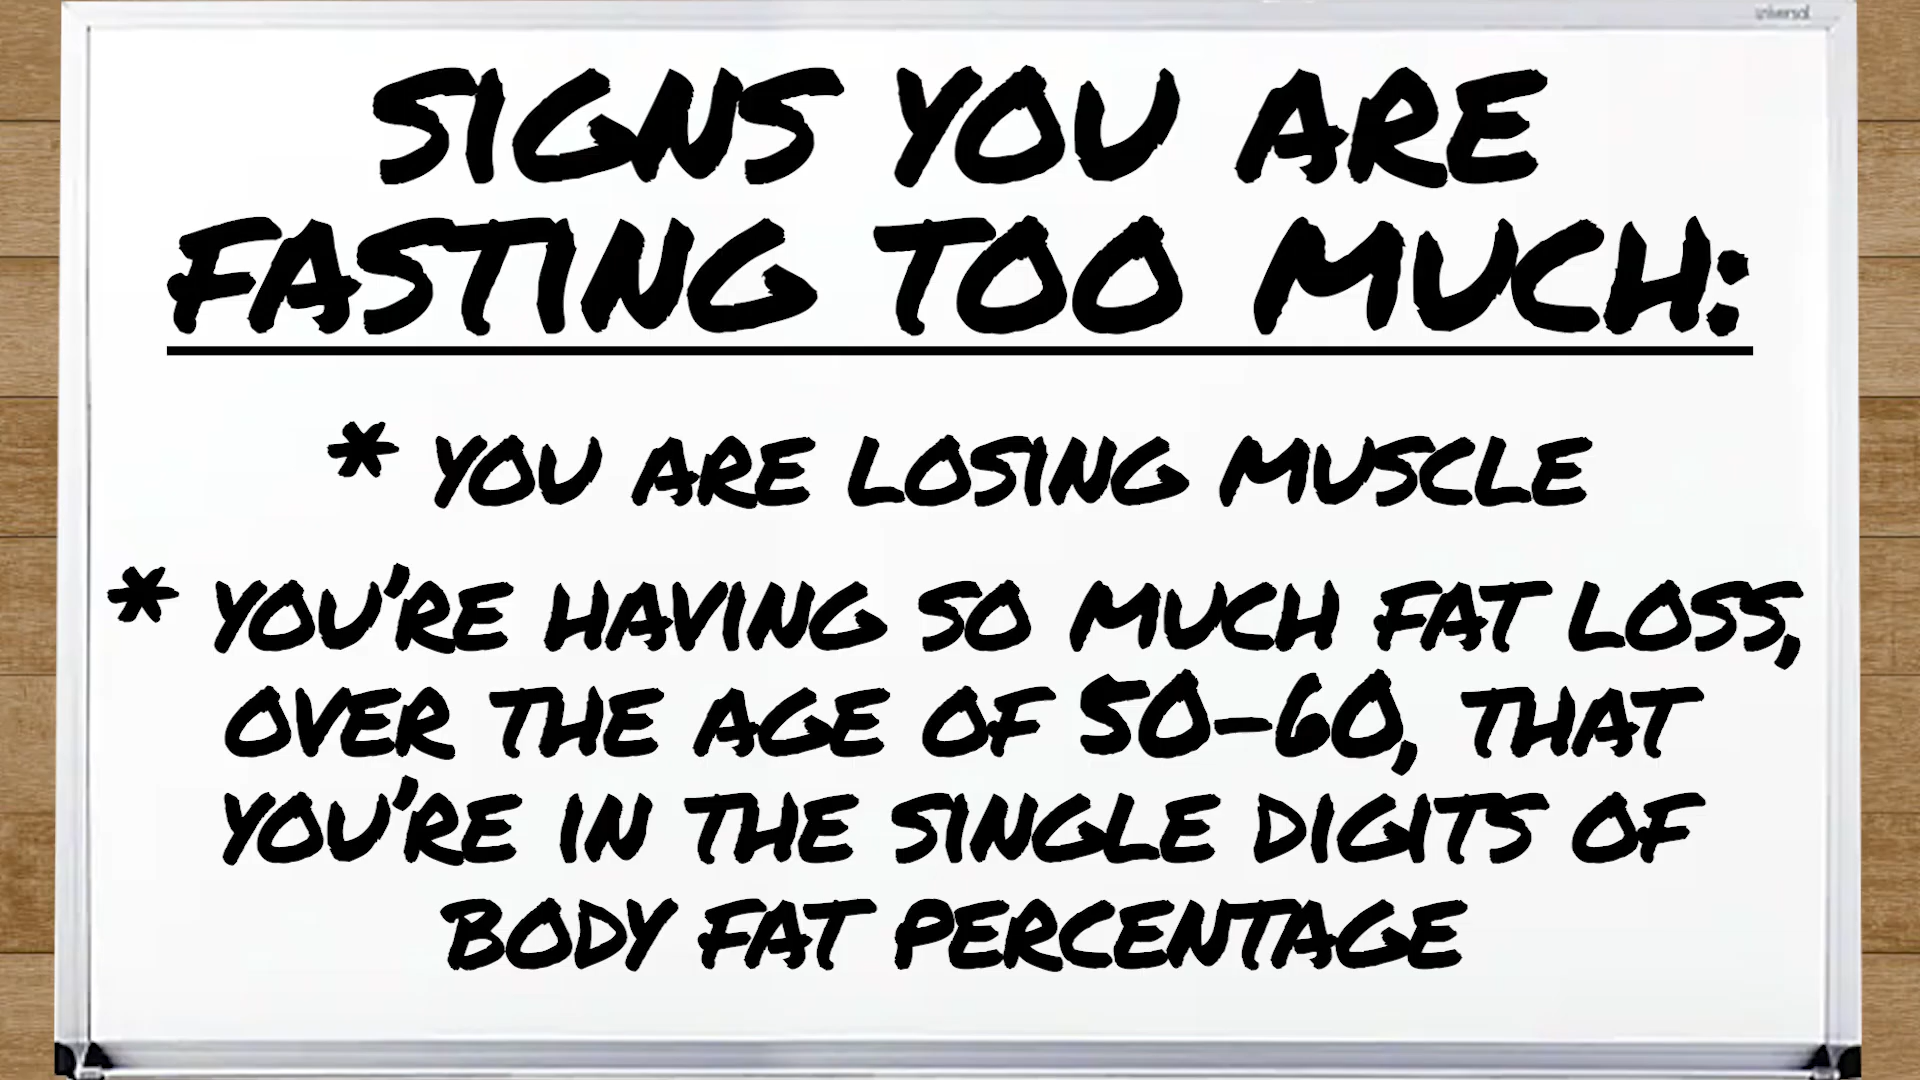 SIGNS YOU ARE
FASTING TOO MUCH:
* YOU ARE LOSING MUSCLE
* YOU'RE HAVING SO MUCH FAT LOSS,
OVER THE AGE OF 50-60, THAT
YOU'RE IN THE SINGLE DIGITS OF
BODY FAT PERCENTAGE